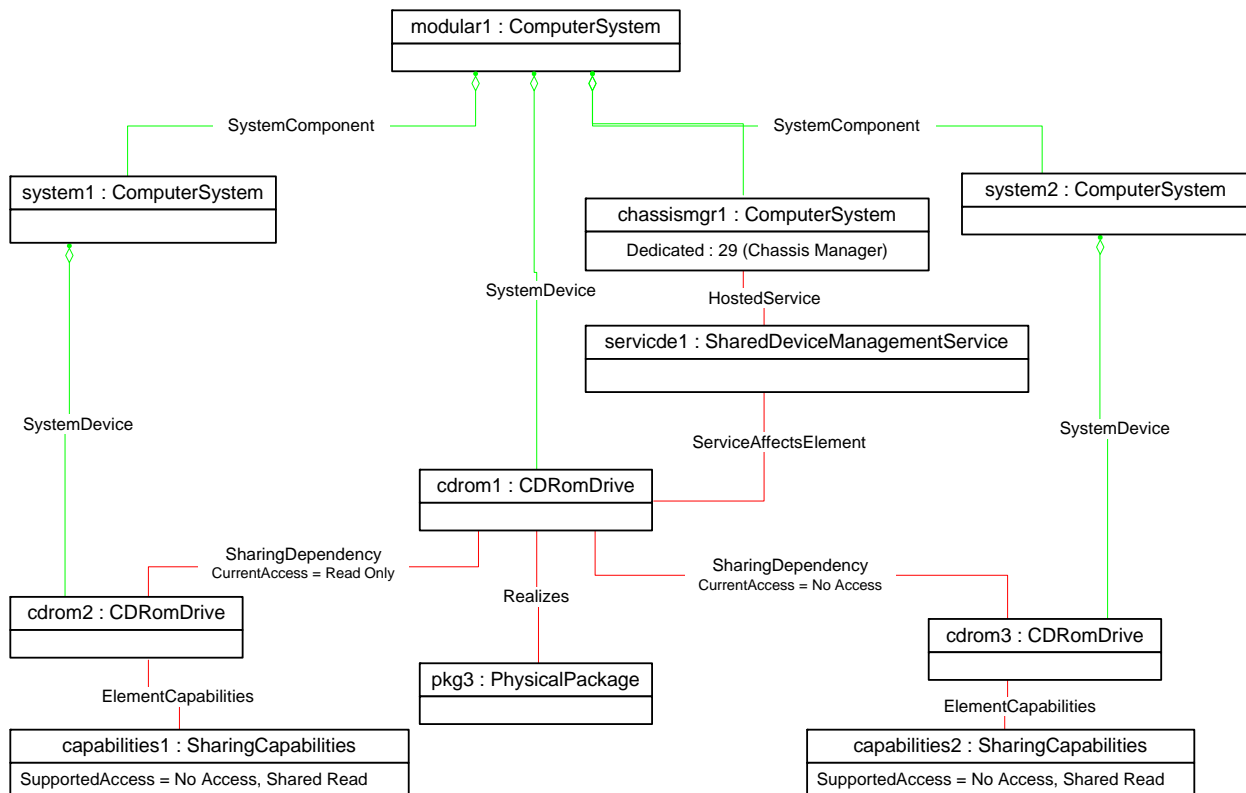 modular1 : ComputerSystem
SystemComponent
SystemComponent
system1 : ComputerSystem
system2 : ComputerSystem
chassismgr1 : ComputerSystem
Dedicated : 29 (Chassis Manager)
SystemDevice
HostedService
servicde1 : SharedDeviceManagementService
SystemDevice
SystemDevice
ServiceAffectsElement
cdrom1 : CDRomDrive
SharingDependency
CurrentAccess = Read Only
SharingDependency
CurrentAccess = No Access
Realizes
cdrom2 : CDRomDrive
cdrom3 : CDRomDrive
pkg3 : PhysicalPackage
ElementCapabilities
ElementCapabilities
capabilities1 : SharingCapabilities
SupportedAccess = No Access, Shared Read
capabilities2 : SharingCapabilities
SupportedAccess = No Access, Shared Read